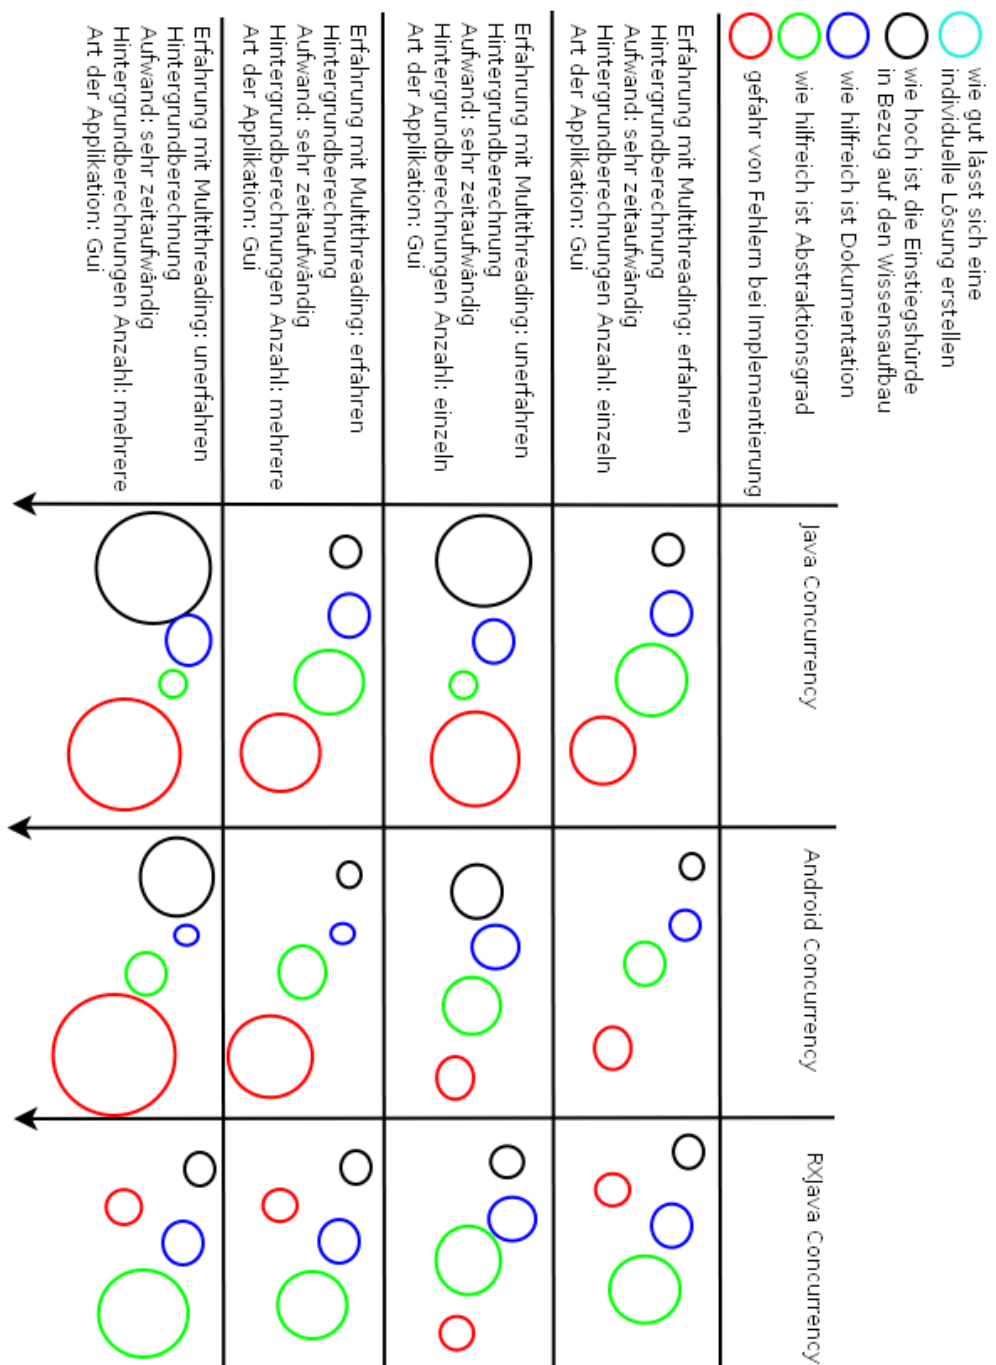 wie gut lässt sich eine
individuelle Lösung erstellen
wie hoch ist die Einstiegshürde
in Bezug auf den Wissensaufbau
wie hilfreich ist Dokumentation
wie hilfreich ist Abstraktionsgrad
gefahr von Fehlern bei Implementierung
Java Concurrency
Android Concurrency
RXJava Concurrency
Erfahrung mit Multithreading: erfahren
Hintergrundberechnung
Aufwand: sehr zeitaufwändig
Hintergrundberechnungen Anzahl: einzeln
Art der Applikation: Gui
Erfahrung mit Multithreading: unerfahren
Hintergrundberechnung
Aufwand: sehr zeitaufwändig
Hintergrundberechnungen Anzahl: einzeln
Art der Applikation: Gui
Erfahrung mit Multithreading: erfahren
Hintergrundberechnung
Aufwand: sehr zeitaufwändig
Hintergrundberechnungen Anzahl: mehrere
Art der Applikation: Gui
Erfahrung mit Multithreading: unerfahren
Hintergrundberechnung
Aufwand: sehr zeitaufwändig
Hintergrundberechnungen Anzahl: mehrere
Art der Applikation: Gui